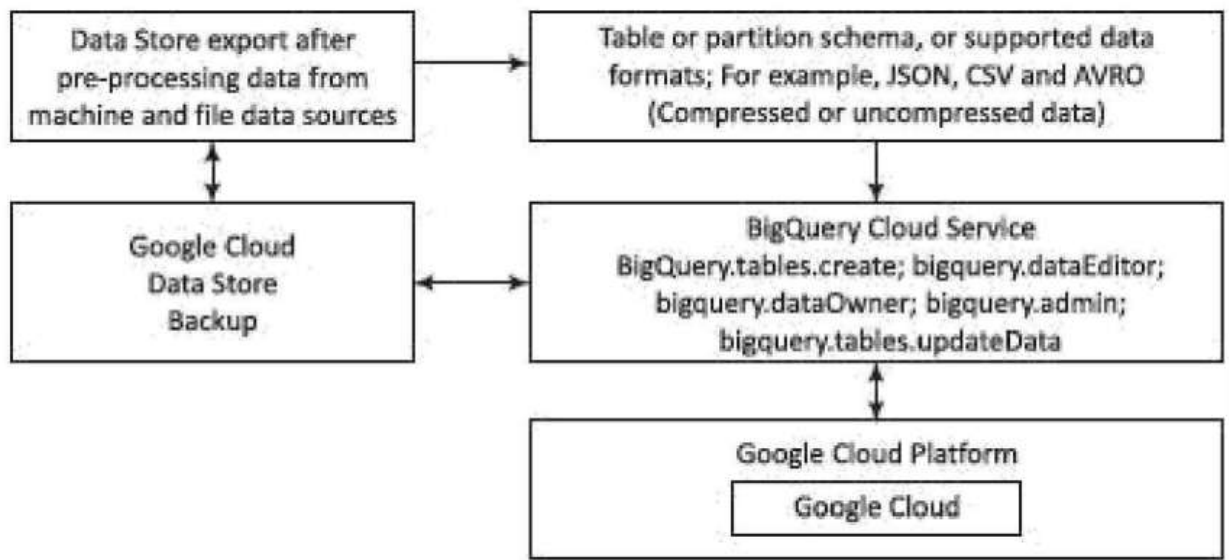 Data Store export after
pre-processing data from
machine and file data sources
Table or partition schema, or supported data
formats; For example, JSON, CSV and AVRO
(Compressed or uncompressed data)
Google Cloud
Data Store
Backup
BigQuery Cloud Service
BigQuery.tables.create; bigquery.dataEditor;
bigquery.dataOwner; bigquery.admin;
bigquery.tables.updateData
Google Cloud Platform
Google Cloud